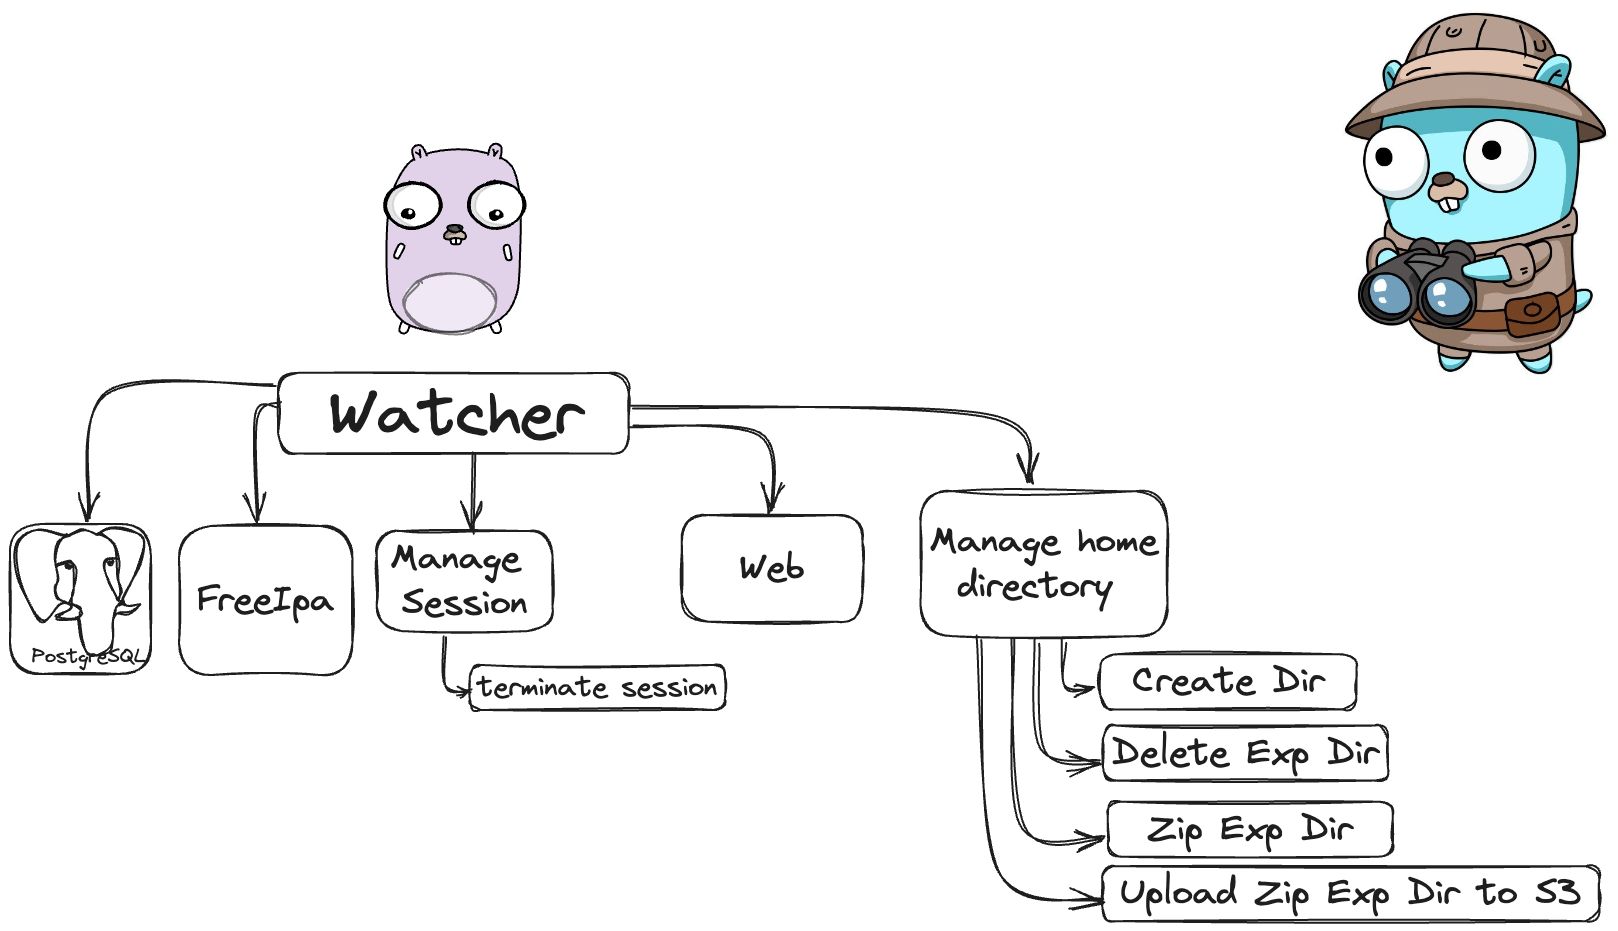 Watcher
PostgreSQL
FreeIpa
Manage
Session
terminate session
Web
Manage home
directory
Create Dir
Delete Exp Dir
Zip Exp Dir
Upload Zip Exp Dir to S3